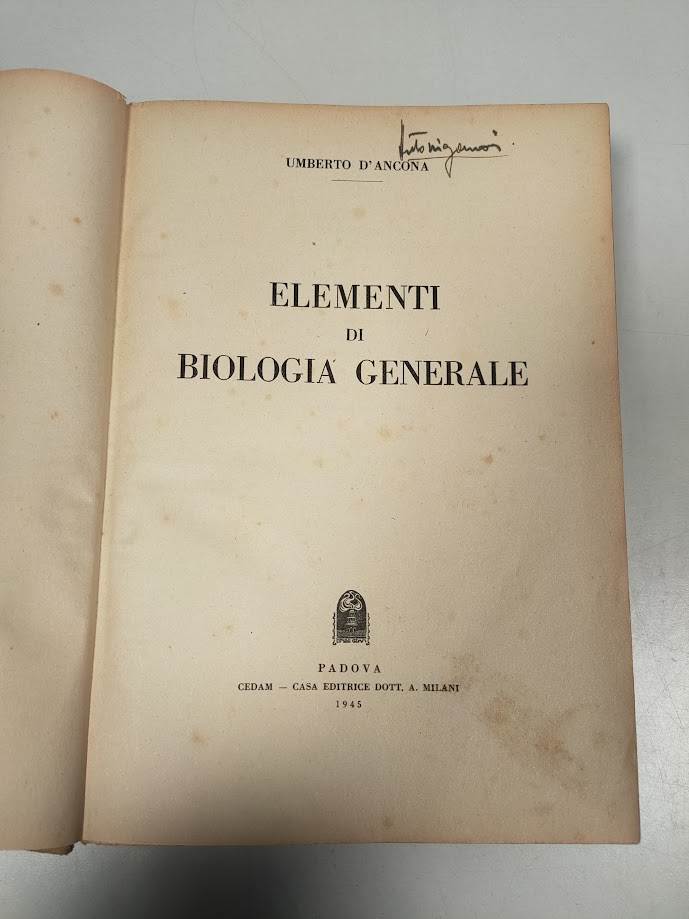 UMBERTO D'ANCONA
ELEMENTI
DI
BIOLOGIA GENERALE
PADOVA
CEDAM — CASA EDITRICE DOTT. A. MILANI
1945